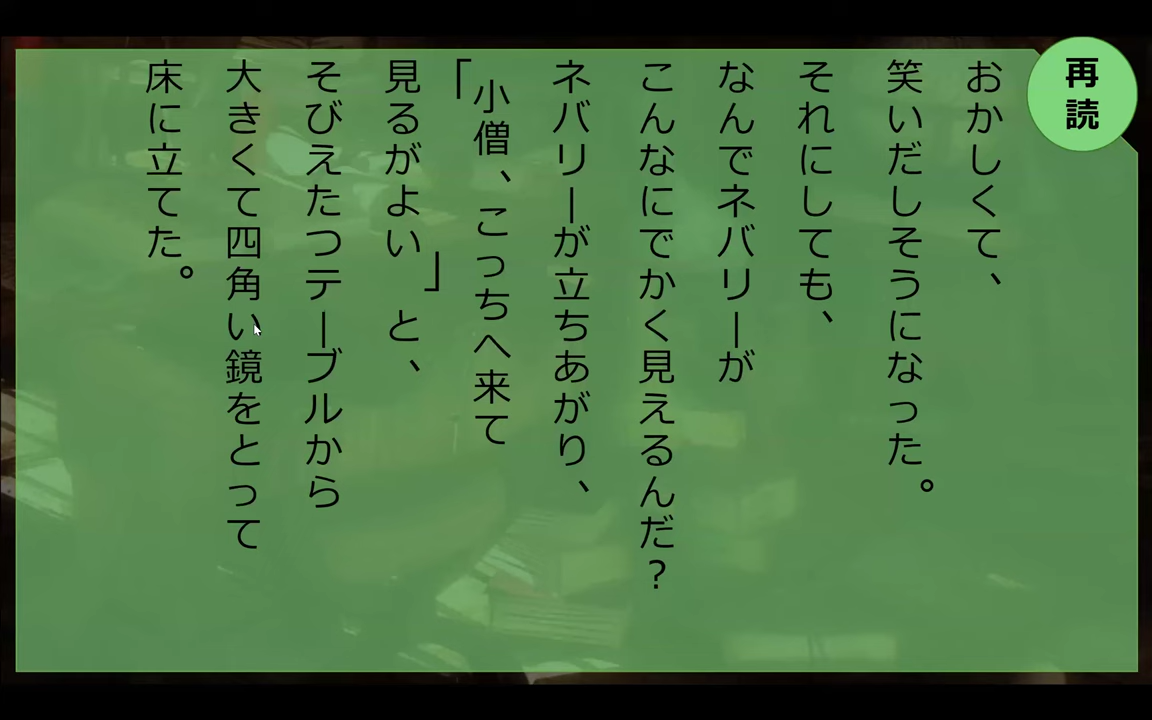 再読
おかしくて、
笑いだしそうになった。
それにしても、
なんでネバリーが
こんなにでかく見えるんだ？
ネバリーが立ちあがり、
「小僧、こっちへ来て
見るがよい」と、
そびえたつテーブルから
大きくて四角い鏡をとって
床に立てた。